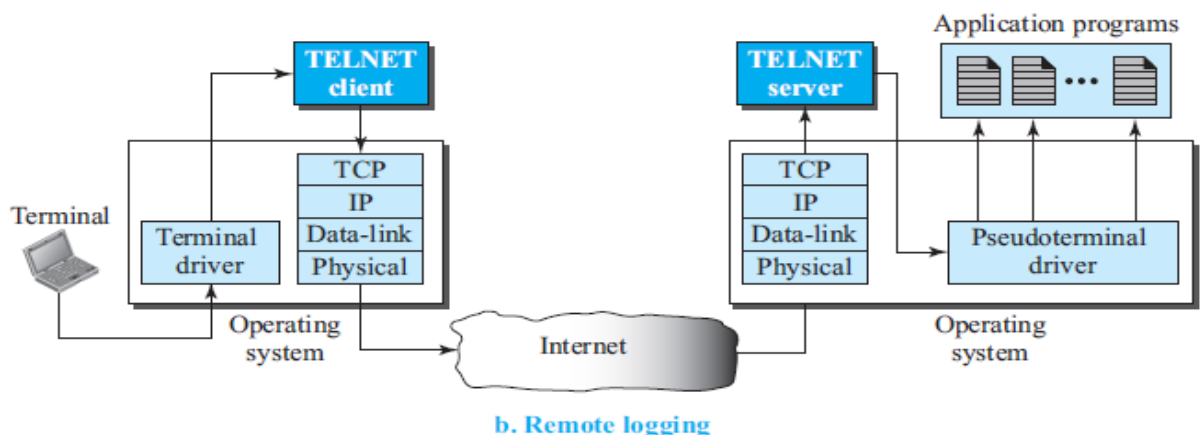 Application programs
TELNET
client
TELNET
server
TCP
IP
Data-link
Physical
Terminal
Terminal
driver
Operating
system
Internet
TCP
IP
Data-link
Physical
Pseudoterminal
driver
Operating
system
b. Remote logging